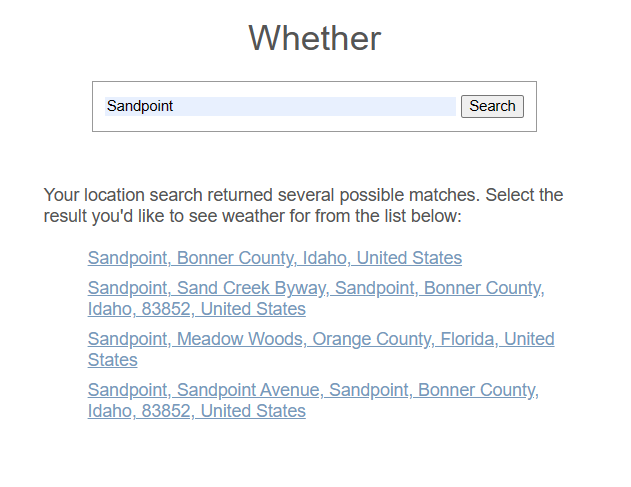 Whether
Sandpoint
Search
Your location search returned several possible matches. Select the
result you'd like to see weather for from the list below:
Sandpoint, Bonner County, Idaho, United States
Sandpoint, Sand Creek Byway, Sandpoint, Bonner County,
Idaho, 83852, United States
Sandpoint, Meadow Woods, Orange County, Florida, United
States
Sandpoint, Sandpoint Avenue, Sandpoint, Bonner County,
Idaho, 83852, United States